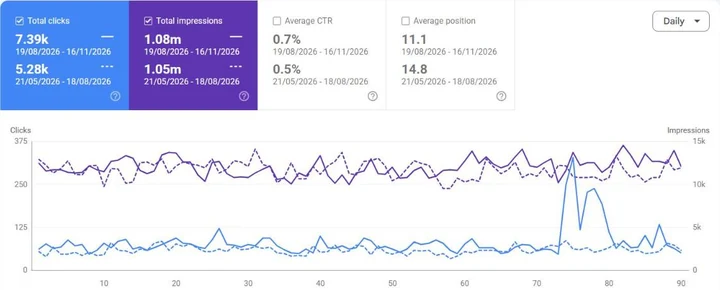 Total clicks
7.39k
19/08/2026 - 16/11/2026
5.28k
21/05/2026 - 18/08/2026
Total impressions
1.08m
19/08/2026 - 16/11/2026
1.05m
21/05/2026 - 18/08/2026
Average CTR
0.7%
19/08/2026 - 16/11/2026
0.5%
21/05/2026 - 18/08/2026
Average position
11.1
19/08/2026 - 16/11/2026
14.8
21/05/2026 - 18/08/2026
Daily
Clicks
Impressions
375
15k
250
10k
125
5k
0
0
10
20
30
40
50
60
70
80
90